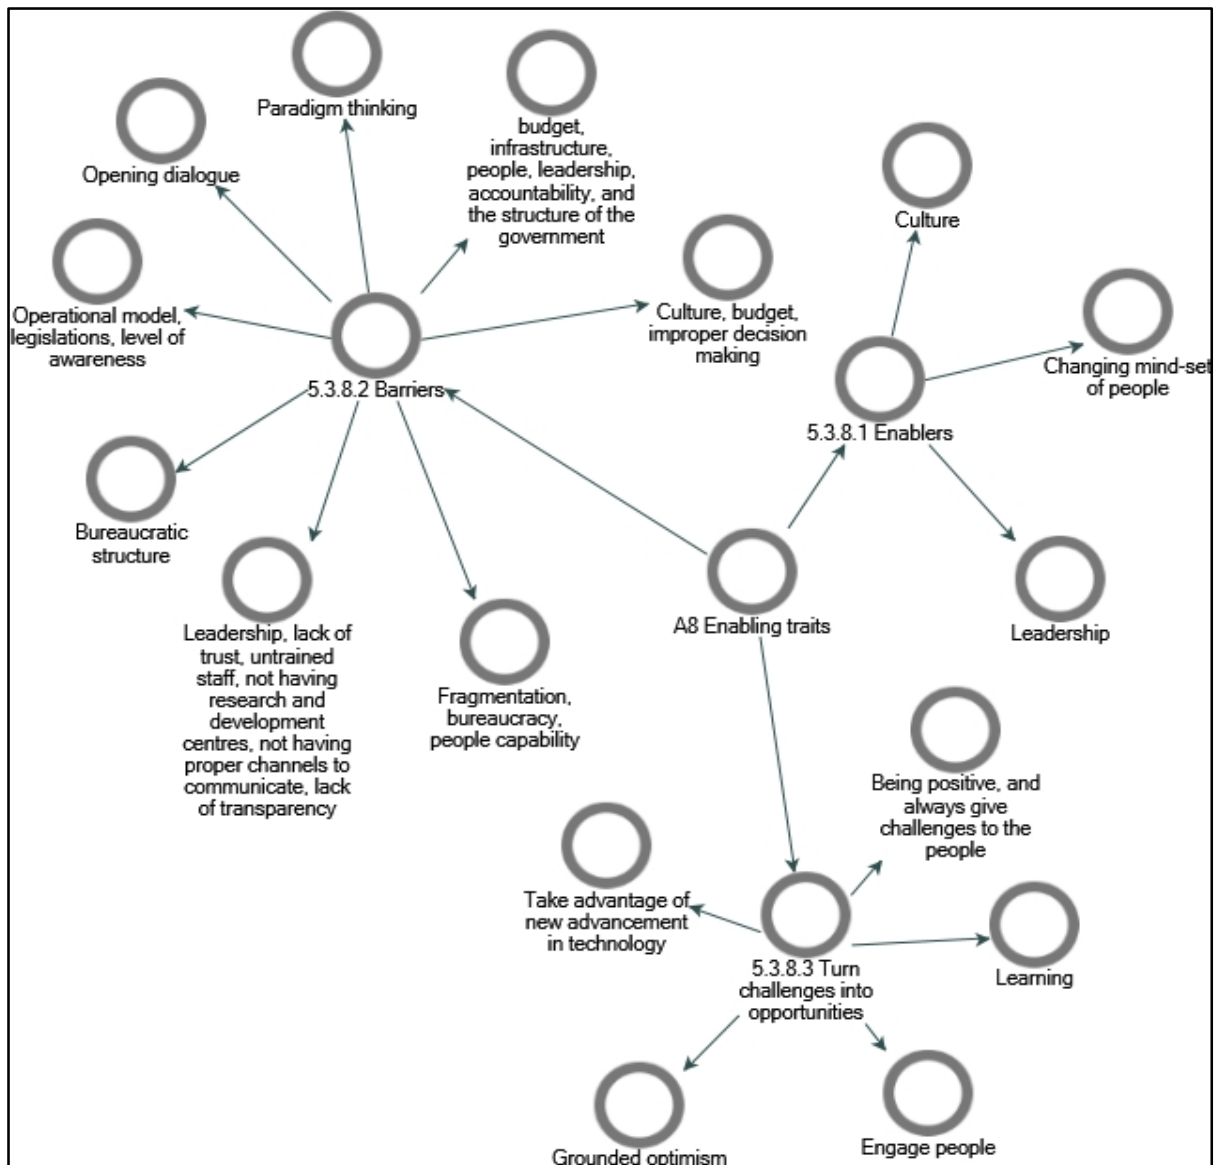 Paradigm thinking
budget,
infrastructure,
people, leadership,
accountability, and
the structure of the
government
Opening dialogue
Culture
Operational model,
legislations, level of
awareness
Culture, budget,
improper decision
making
Changing mind-set
of people
5.3.8.2 Barriers
5.3.8.1 Enablers
Bureaucratic
structure
Leadership, lack of
trust, untrained
staff, not having
research and
development
centres, not having
proper channels to
communicate, lack
of transparency
Fragmentation,
bureaucracy,
people capability
A8 Enabling traits
Leadership
Being positive, and
always give
challenges to the
people
Take advantage of
new advancement
in technology
5.3.8.3 Turn
challenges into
opportunities
Learning
Grounded optimism
Engage people